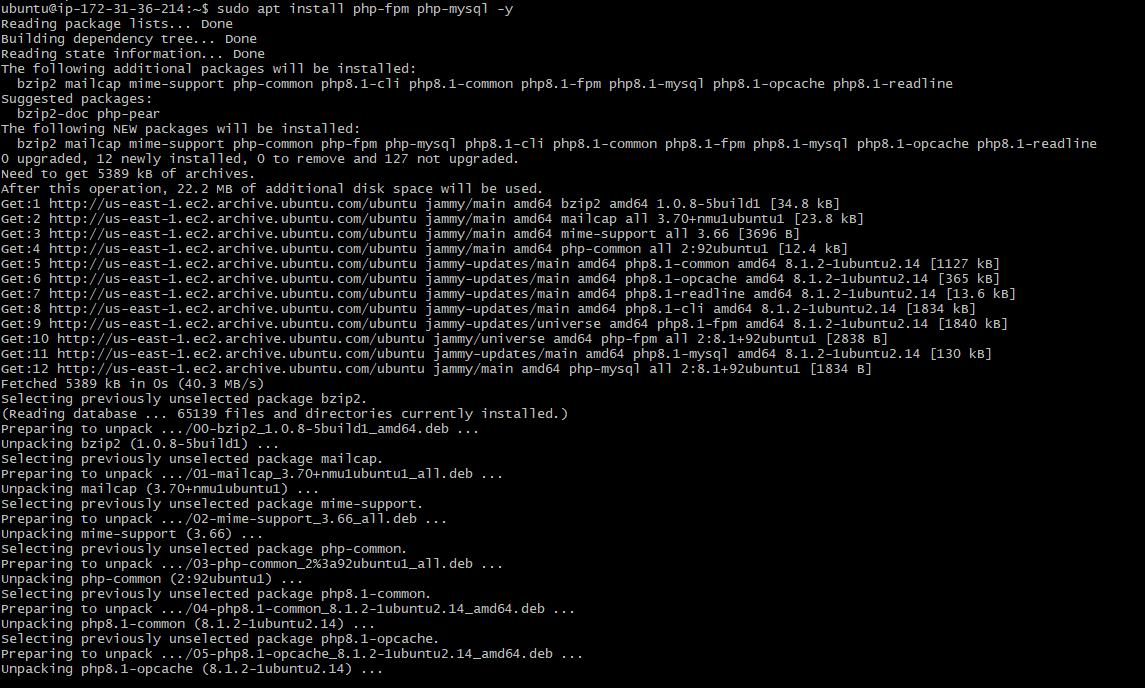 ubuntu@ip-172-31-36-214:~$ sudo apt install php-fpm php-mysql -y
Reading package lists... Done
Building dependency tree... Done
Reading state information... Done
The following additional packages will be installed:
  bzip2 mailcap mime-support php-common php8.1-cli php8.1-common php8.1-fpm php8.1-mysql php8.1-opcache php8.1-readline
Suggested packages:
  bzip2-doc php-pear
The following NEW packages will be installed:
  bzip2 mailcap mime-support php-common php-fpm php-mysql php8.1-cli php8.1-common php8.1-fpm php8.1-mysql php8.1-opcache php8.1-readline
0 upgraded, 12 newly installed, 0 to remove and 127 not upgraded.
Need to get 5389 kB of archives.
After this operation, 22.2 MB of additional disk space will be used.
Get:1 http://us-east-1.ec2.archive.ubuntu.com/ubuntu jammy/main amd64 bzip2 amd64 1.0.8-5build1 [34.8 kB]
Get:2 http://us-east-1.ec2.archive.ubuntu.com/ubuntu jammy/main amd64 mailcap all 3.70+nmu1ubuntu1 [23.8 kB]
Get:3 http://us-east-1.ec2.archive.ubuntu.com/ubuntu jammy/main amd64 mime-support all 3.66 [3696 B]
Get:4 http://us-east-1.ec2.archive.ubuntu.com/ubuntu jammy/main amd64 php-common all 2:92ubuntu1 [12.4 kB]
Get:5 http://us-east-1.ec2.archive.ubuntu.com/ubuntu jammy-updates/main amd64 php8.1-common amd64 8.1.2-1ubuntu2.14 [1127 kB]
Get:6 http://us-east-1.ec2.archive.ubuntu.com/ubuntu jammy-updates/main amd64 php8.1-opcache amd64 8.1.2-1ubuntu2.14 [365 kB]
Get:7 http://us-east-1.ec2.archive.ubuntu.com/ubuntu jammy-updates/main amd64 php8.1-readline amd64 8.1.2-1ubuntu2.14 [13.6 kB]
Get:8 http://us-east-1.ec2.archive.ubuntu.com/ubuntu jammy-updates/main amd64 php8.1-cli amd64 8.1.2-1ubuntu2.14 [1834 kB]
Get:9 http://us-east-1.ec2.archive.ubuntu.com/ubuntu jammy-updates/universe amd64 php8.1-fpm amd64 8.1.2-1ubuntu2.14 [1840 kB]
Get:10 http://us-east-1.ec2.archive.ubuntu.com/ubuntu jammy/universe amd64 php-fpm all 2:8.1+92ubuntu1 [2838 B]
Get:11 http://us-east-1.ec2.archive.ubuntu.com/ubuntu jammy-updates/main amd64 php8.1-mysql amd64 8.1.2-1ubuntu2.14 [130 kB]
Get:12 http://us-east-1.ec2.archive.ubuntu.com/ubuntu jammy/main amd64 php-mysql all 2:8.1+92ubuntu1 [1834 B]
Fetched 5389 kB in 0s (40.3 MB/s)
Selecting previously unselected package bzip2.
(Reading database ... 65139 files and directories currently installed.)
Preparing to unpack .../00-bzip2_1.0.8-5build1_amd64.deb ...
Unpacking bzip2 (1.0.8-5build1) ...
Selecting previously unselected package mailcap.
Preparing to unpack .../01-mailcap_3.70+nmu1ubuntu1_all.deb ...
Unpacking mailcap (3.70+nmu1ubuntu1) ...
Selecting previously unselected package mime-support.
Preparing to unpack .../02-mime-support_3.66_all.deb ...
Unpacking mime-support (3.66) ...
Selecting previously unselected package php-common.
Preparing to unpack .../03-php-common_2%3a92ubuntu1_all.deb ...
Unpacking php-common (2:92ubuntu1) ...
Selecting previously unselected package php8.1-common.
Preparing to unpack .../04-php8.1-common_8.1.2-1ubuntu2.14_amd64.deb ...
Unpacking php8.1-common (8.1.2-1ubuntu2.14) ...
Selecting previously unselected package php8.1-opcache.
Preparing to unpack .../05-php8.1-opcache_8.1.2-1ubuntu2.14_amd64.deb ...
Unpacking php8.1-opcache (8.1.2-1ubuntu2.14) ...